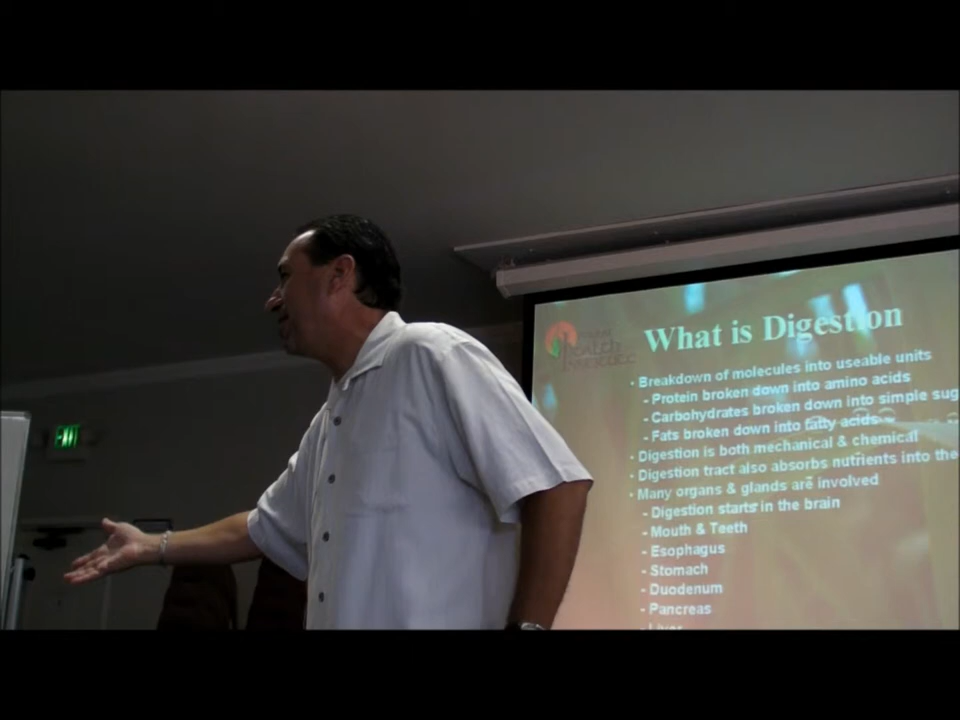 What is Digestion
· Breakdown of molecules into useable units
- Protein broken down into amino acids
- Carbohydrates broken down into simple sug
- Fats broken down into fatty acids
· Digestion is both mechanical & chemical
· Digestion tract also absorbs nutrients into the
· Many organs & glands are involved
- Digestion starts in the brain
- Mouth & Teeth
- Esophagus
- Stomach
- Duodenum
- Pancreas
- Liver